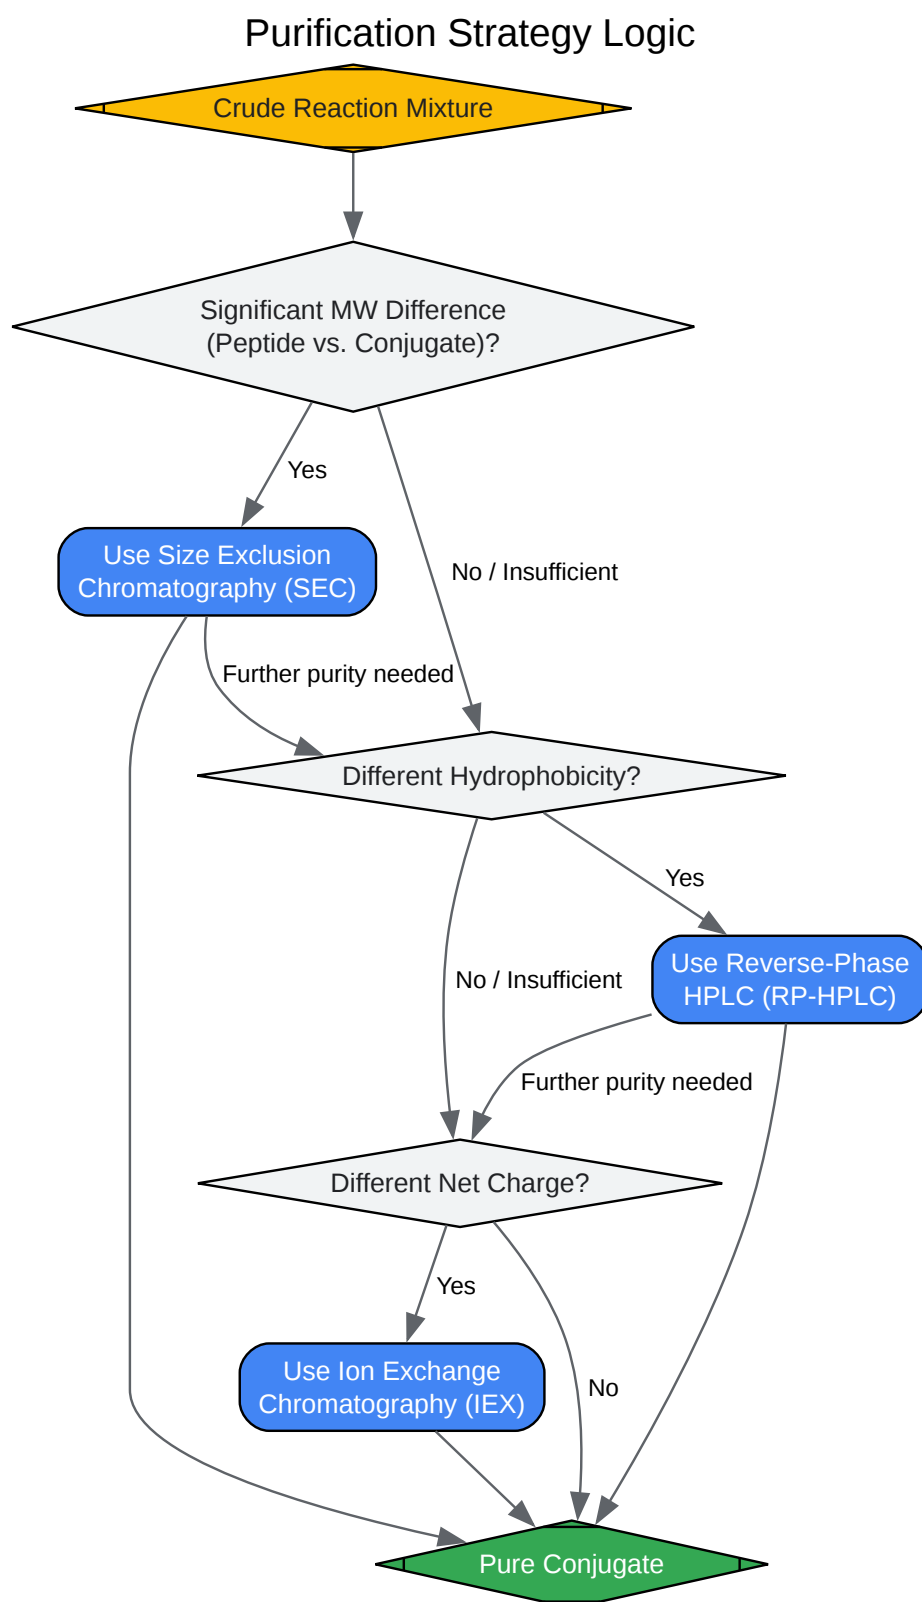 Purification Strategy Logic
Crude Reaction Mixture
Significant MW Difference
(Peptide vs. Conjugate)?
Yes
Use Size Exclusion
Chromatography (SEC)
No / Insufficient
Further purity needed
Different Hydrophobicity?
Yes
Use Reverse-Phase
HPLC (RP-HPLC)
No / Insufficient
Further purity needed
Different Net Charge?
Yes
Use Ion Exchange
Chromatography (IEX)
No
Pure Conjugate